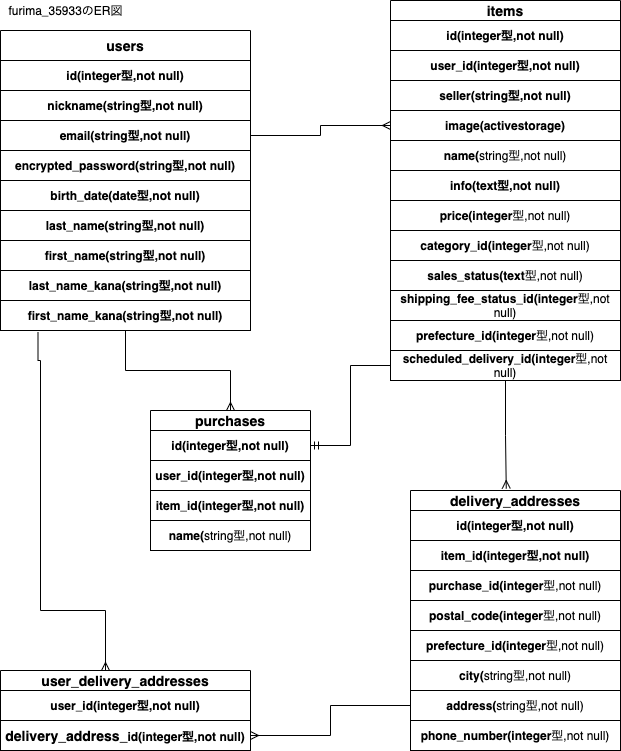 furima_35933のER図
users
id(integer型,not null)
nickname(string型,not null)
email(string型,not null)
encrypted_password(string型,not null)
birth_date(date型,not null)
last_name(string型,not null)
first_name(string型,not null)
last_name_kana(string型,not null)
first_name_kana(string型,not null)
items
id(integer型,not null)
user_id(integer型,not null)
seller(string型,not null)
image(activestorage)
name(string型,not null)
info(text型,not null)
price(integer型,not null)
category_id(integer型,not null)
sales_status(text型,not null)
shipping_fee_status_id(integer型,not
null)
prefecture_id(integer型,not null)
scheduled_delivery_id(integer型,not
null)
purchases
id(integer型,not null)
user_id(integer型,not null)
item_id(integer型,not null)
name(string型,not null)
delivery_addresses
id(integer型,not null)
item_id(integer型,not null)
purchase_id(integer型,not null)
postal_code(integer型,not null)
prefecture_id(integer型,not null)
city(string型,not null)
address(string型,not null)
phone_number(integer型,not null)
user_delivery_addresses
user_id(integer型,not null)
delivery_address_id(integer型,not null)